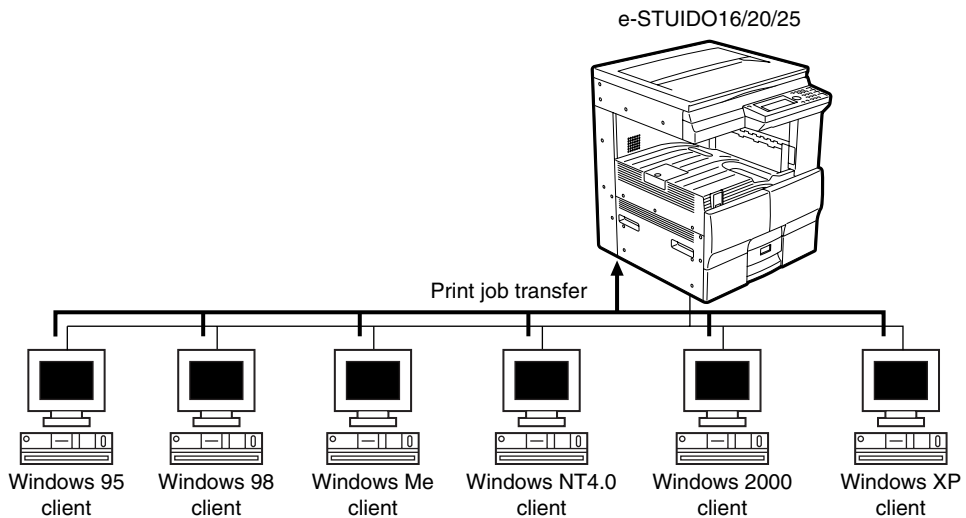 e-STUIDO16/20/25
Print job transfer
Windows 95
client
Windows 98
client
Windows Me
client
Windows NT4.0
client
Windows 2000
client
Windows XP
client